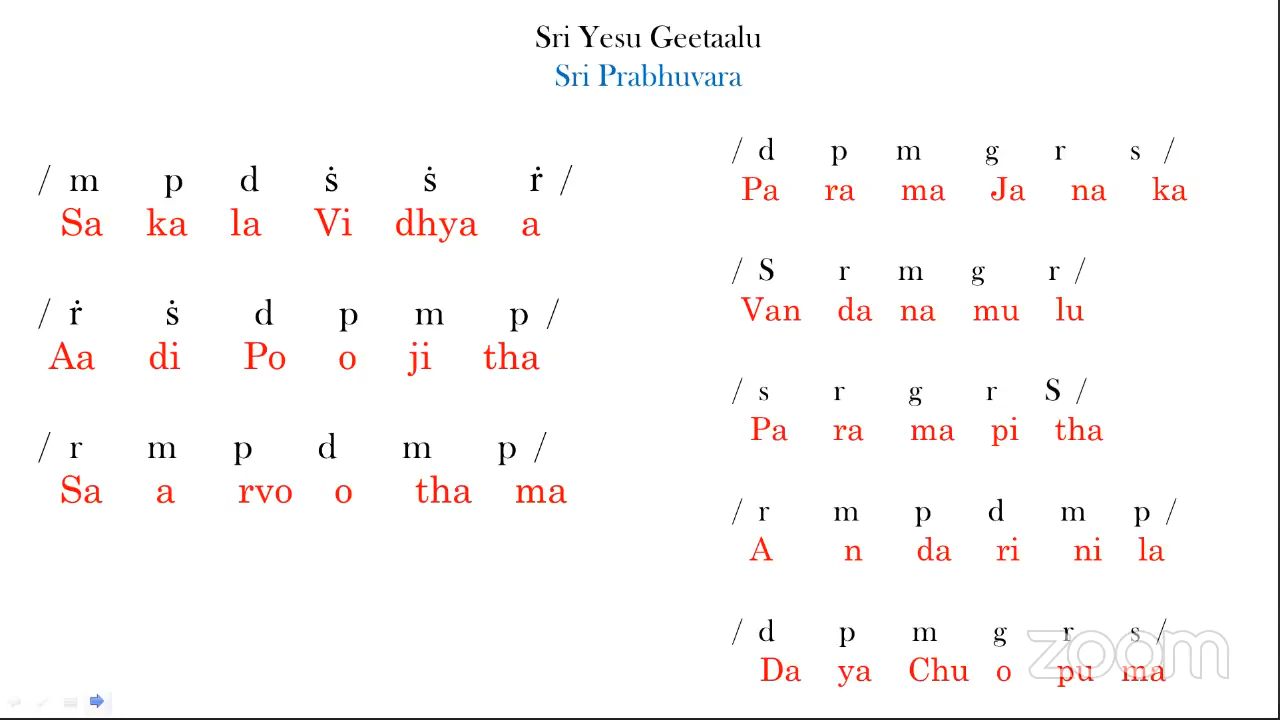 Sri Yesu Geetaalu
Sri Prabhuvara
/ m p d ṡ ṡ ṙ /
Sa ka la Vi dhya a
/ ṙ ṡ d p m p /
Aa di Po o ji tha
/ r m p d m p /
Sa a rvo o tha ma
/ d p m g r s /
Pa ra ma Ja na ka
/ S r m g r /
Van da na mu lu
/ s r g r S /
Pa ra ma pi tha
/ r m p d m p /
A n da ri ni la
/ d p m g r s /
Da ya Chu o pu ma
zoom